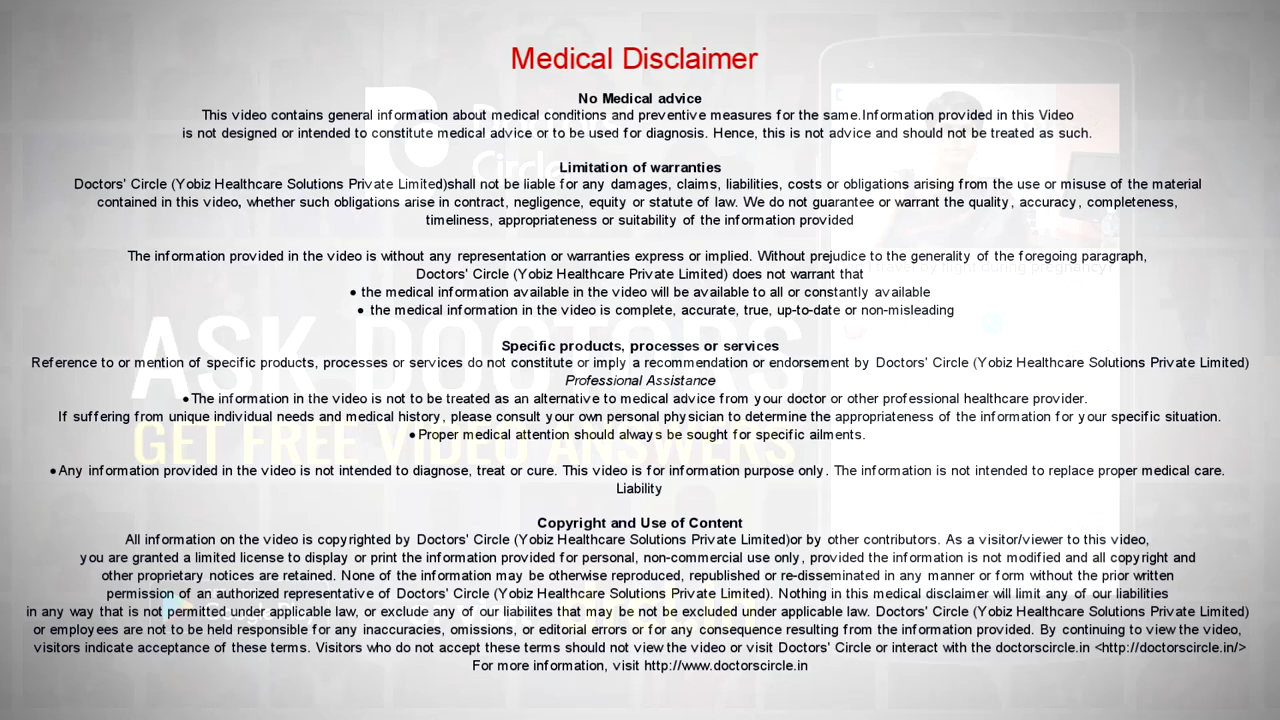 Medical Disclaimer
No Medical advice
This video contains general information about medical conditions and preventive measures for the same.Information provided in this Video
is not designed or intended to constitute medical advice or to be used for diagnosis. Hence, this is not advice and should not be treated as such.
Limitation of warranties
Doctors' Circle (Yobiz Healthcare Solutions Private Limited)shall not be liable for any damages, claims, liabilities, costs or obligations arising from the use or misuse of the material
contained in this video, whether such obligations arise in contract, negligence, equity or statute of law. We do not guarantee or warrant the quality, accuracy, completeness,
timeliness, appropriateness or suitability of the information provided
The information provided in the video is without any representation or warranties express or implied. Without prejudice to the generality of the foregoing paragraph,
Doctors' Circle (Yobiz Healthcare Private Limited) does not warrant that
• the medical information available in the video will be available to all or constantly available
• the medical information in the video is complete, accurate, true, up-to-date or non-misleading
Specific products, processes or services
Reference to or mention of specific products, processes or services do not constitute or imply a recommendation or endorsement by Doctors' Circle (Yobiz Healthcare Solutions Private Limited)
Professional Assistance
•The information in the video is not to be treated as an alternative to medical advice from your doctor or other professional healthcare provider.
If suffering from unique individual needs and medical history, please consult your own personal physician to determine the appropriateness of the information for your specific situation.
•Proper medical attention should always be sought for specific ailments.
•Any information provided in the video is not intended to diagnose, treat or cure. This video is for information purpose only. The information is not intended to replace proper medical care.
Liability
Copyright and Use of Content
All information on the video is copyrighted by Doctors' Circle (Yobiz Healthcare Solutions Private Limited)or by other contributors. As a visitor/viewer to this video,
you are granted a limited license to display or print the information provided for personal, non-commercial use only, provided the information is not modified and all copyright and
other proprietary notices are retained. None of the information may be otherwise reproduced, republished or re-disseminated in any manner or form without the prior written
permission of an authorized representative of Doctors' Circle (Yobiz Healthcare Solutions Private Limited). Nothing in this medical disclaimer will limit any of our liabilities
in any way that is not permitted under applicable law, or exclude any of our liabilites that may be not be excluded under applicable law. Doctors' Circle (Yobiz Healthcare Solutions Private Limited)
or employees are not to be held responsible for any inaccuracies, omissions, or editorial errors or for any consequence resulting from the information provided. By continuing to view the video,
visitors indicate acceptance of these terms. Visitors who do not accept these terms should not view the video or visit Doctors' Circle or interact with the doctorscircle.in <http://doctorscircle.in/>
For more information, visit http://www.doctorscircle.in
ASK DOCTORS
GET FREE VIDEO ANSWERS
Circle
travel by flight during pregnancy?
Google Play